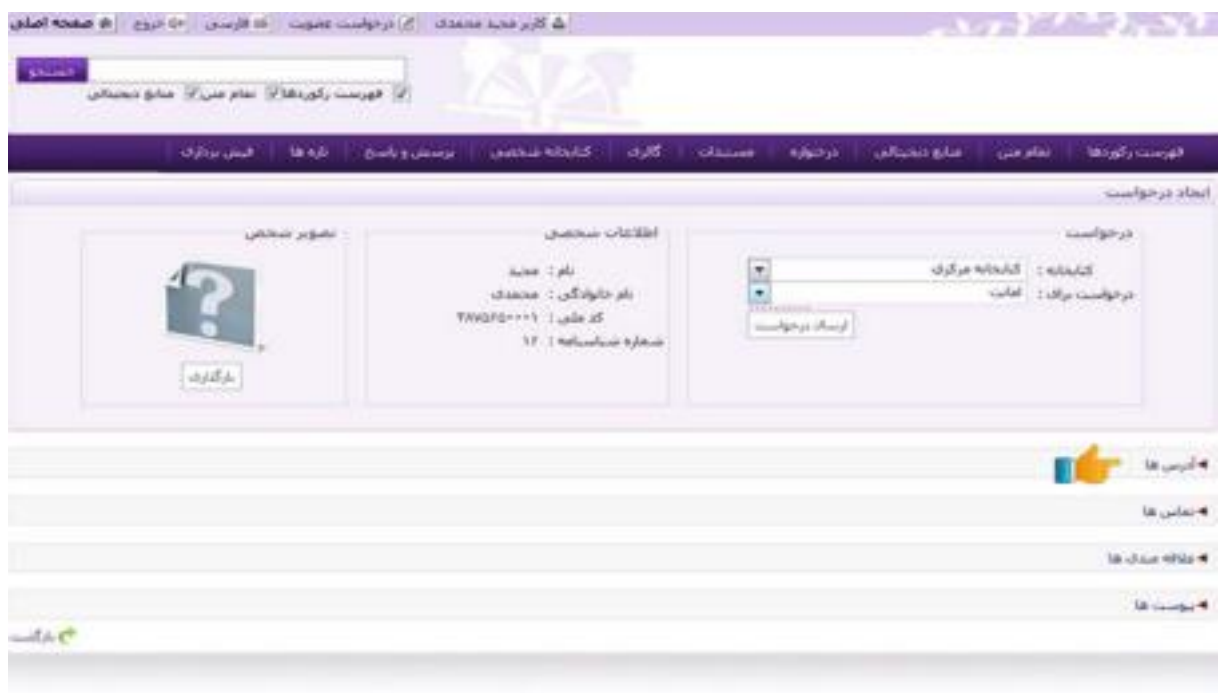 کاربر مجید محمدی درخواست عضویت فارسی خروج صفحه اصلی
جستجو
فهرست رکوردها تمام متن منابع دیجیتالی
فهرست رکوردها تمام متن منابع دیجیتالی درختواره مستندات گالری کتابخانه شخصی پرسش و پاسخ تازه ها فیش برداری
ایجاد درخواست
درخواست
کتابخانه : کتابخانه مرکزی
درخواست برای : امانت
ارسال درخواست
اطلاعات شخصی
نام : مجید
نام خانوادگی : محمدی
کد ملی :
شماره شناسنامه : ۱۲
تصویر شخص
بارگذاری
آدرس ها
تماس ها
علاقه مندی ها
پیوست ها
بازگشت